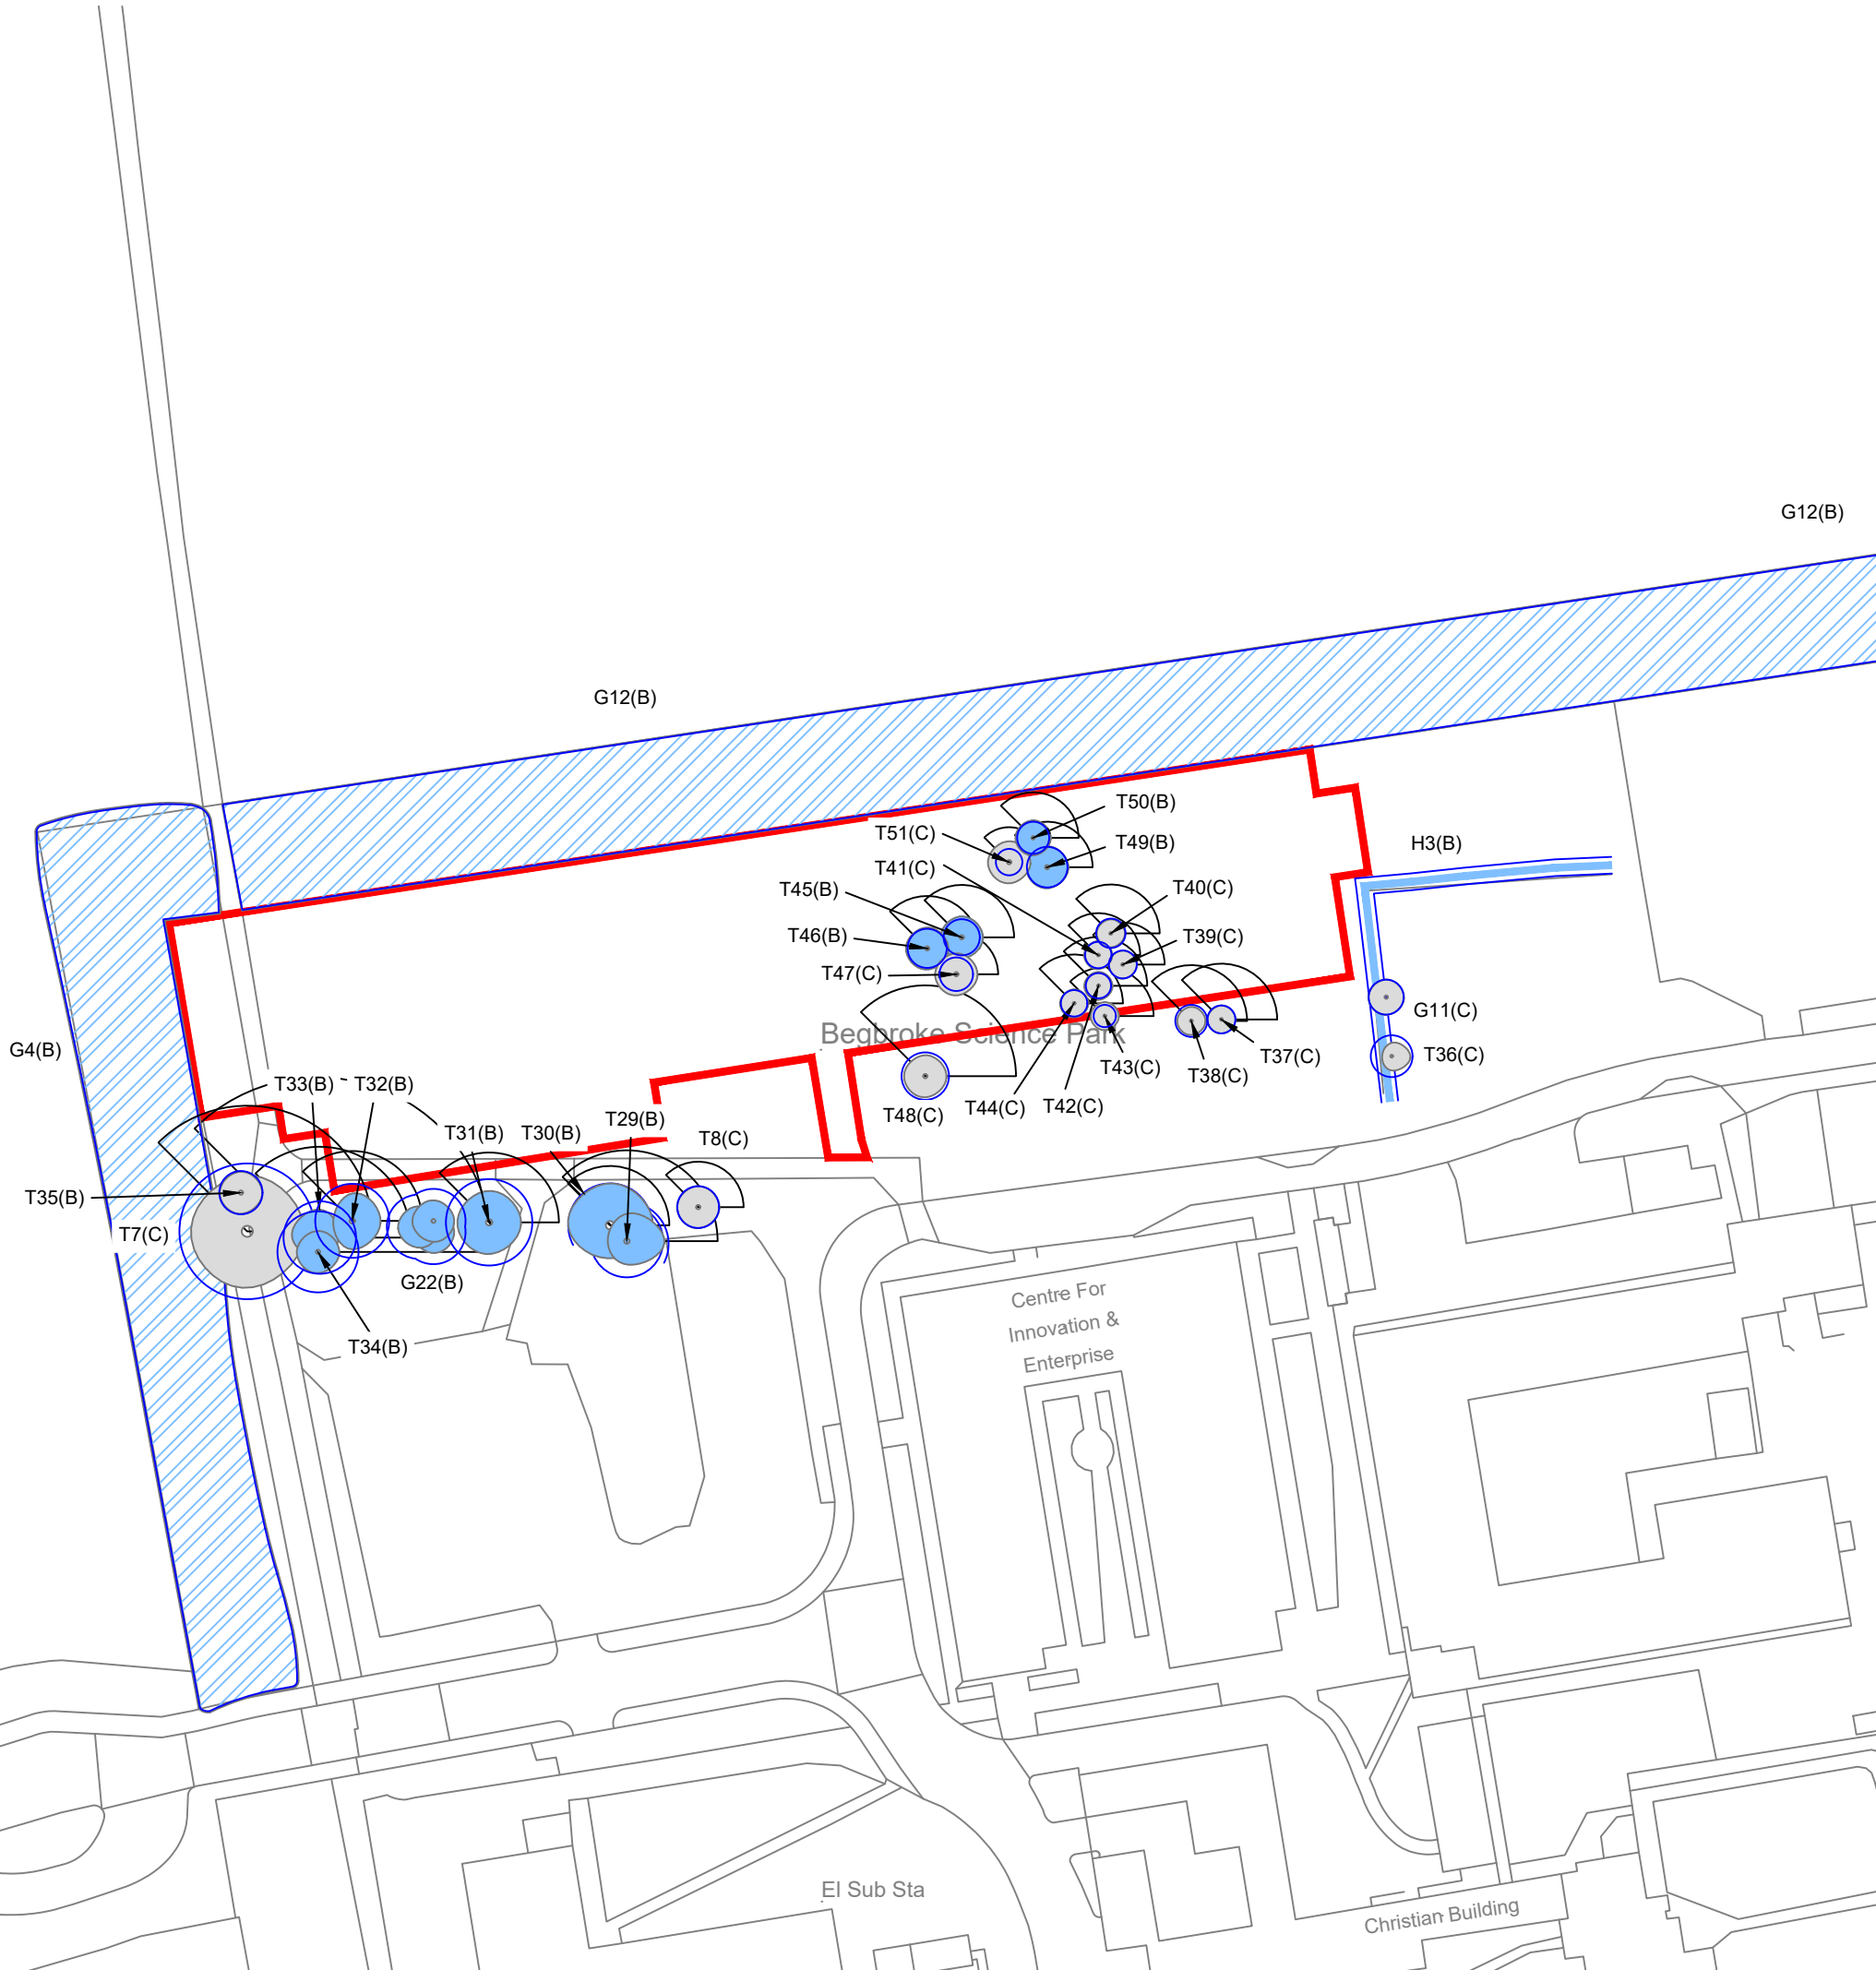 G12(B)
G12(B)
T50(B)
T51(C)
T49(B)
H3(B)
T41(C)
T45(B)
T40(C)
T46(B)
T39(C)
T47(C)
G11(C)
Begbroke Science Park
G4(B)
T37(C)
T36(C)
T43(C)
T38(C)
T33(B)
T32(B)
T48(C)
T44(C)
T42(C)
T29(B)
T31(B)
T30(B)
T8(C)
T35(B)
T7(C)
G22(B)
Centre For
Innovation &
Enterprise
T34(B)
El Sub Sta
Christian Building